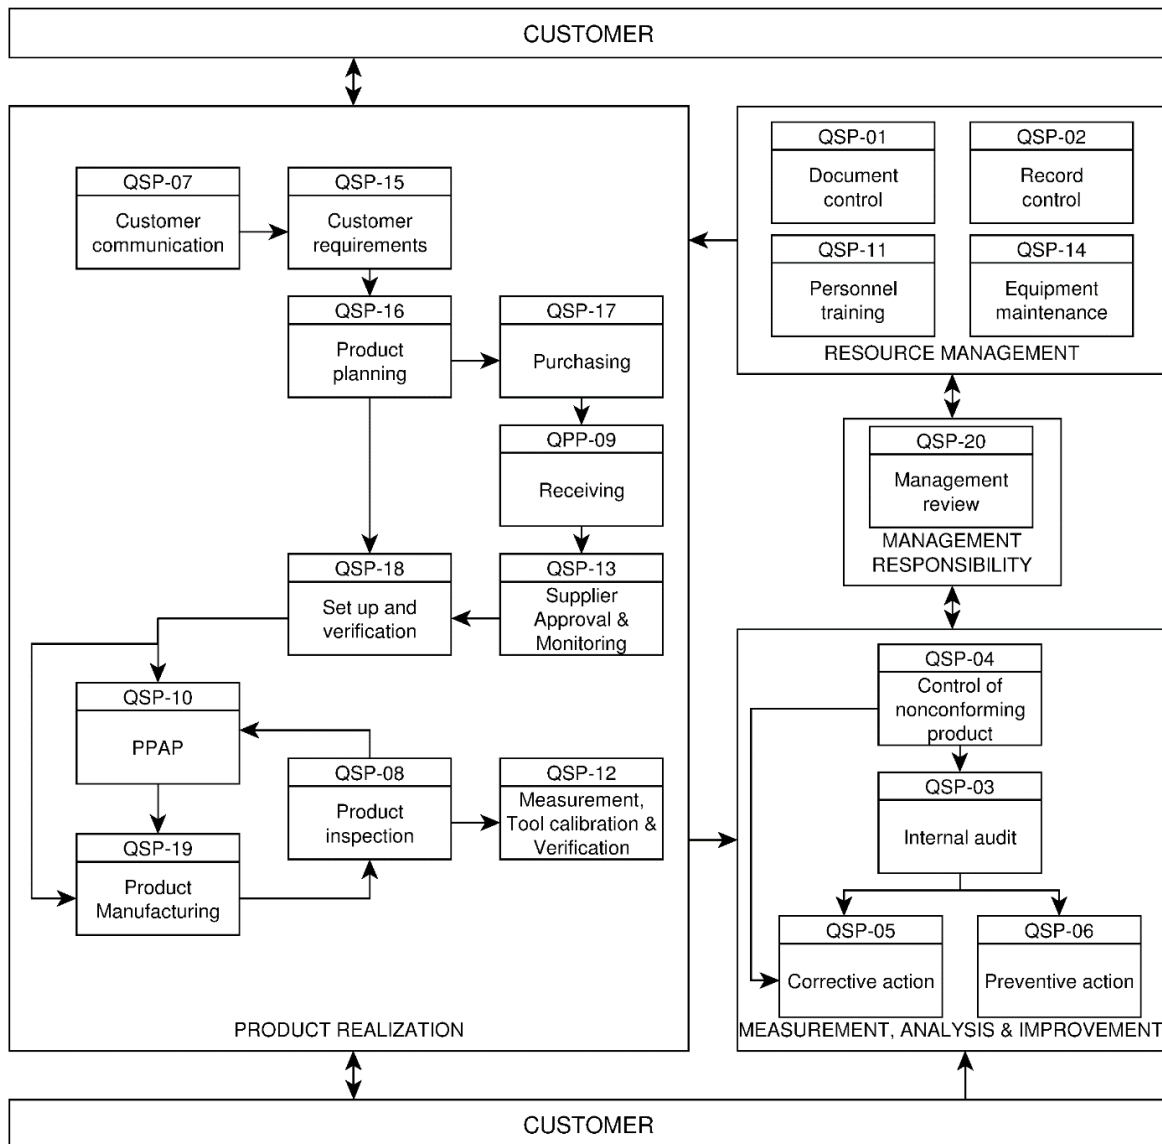 CUSTOMER
QSP-07
Customer
communication
QSP-15
Customer
requirements
QSP-16
Product
planning
QSP-17
Purchasing
QPP-09
Receiving
QSP-18
Set up and
verification
QSP-13
Supplier
Approval &
Monitoring
QSP-10
PPAP
QSP-08
Product
inspection
QSP-12
Measurement,
Tool calibration &
Verification
QSP-19
Product
Manufacturing
PRODUCT REALIZATION
QSP-01
Document
control
QSP-02
Record
control
QSP-11
Personnel
training
QSP-14
Equipment
maintenance
RESOURCE MANAGEMENT
QSP-20
Management
review
MANAGEMENT
RESPONSIBILITY
QSP-04
Control of
nonconforming
product
QSP-03
Internal audit
QSP-05
Corrective action
QSP-06
Preventive action
MEASUREMENT, ANALYSIS & IMPROVEMENT
CUSTOMER